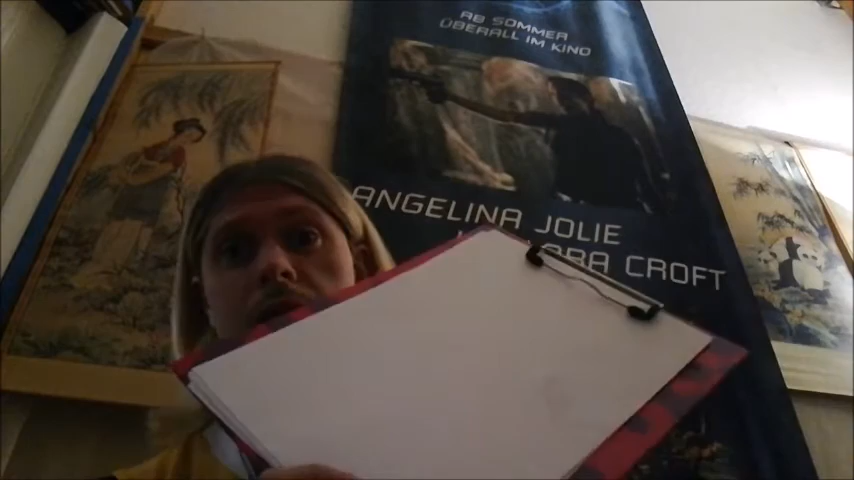 AB SOMMER
ÜBERALL IM KINO
ANGELINA JOLIE
CROFT